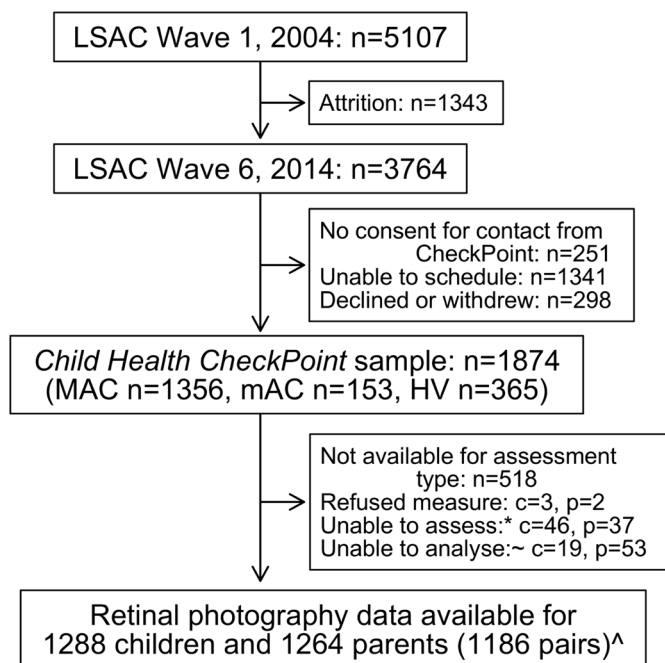 LSAC Wave 1, 2004: n=5107
Attrition: n=1343
LSAC Wave 6, 2014: n=3764
No consent for contact from
CheckPoint: n=251
Unable to schedule: n=1341
Declined or withdrew: n=298
Child Health CheckPoint sample: n=1874
(MAC n=1356, mAC n=153, HV n=365)
Not available for assessment
type: n=518
Refused measure: c=3, p=2
Unable to assess:* c=46, p=37
Unable to analyse:~ c=19, p=53
Retinal photography data available for
1288 children and 1264 parents (1186 pairs)^